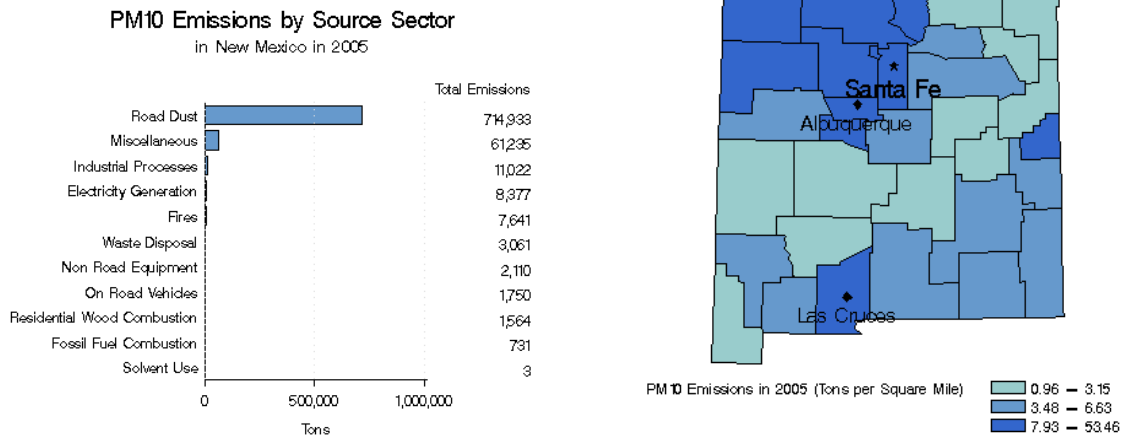 PM10 Emissions by Source Sector
in New Mexico in 2005
Total Emissions
Road Dust 714,933
Miscellaneous 61,235
Industrial Processes 11,022
Electricity Generation 8,377
Fires 7,641
Waste Disposal 3,061
Non Road Equipment 2,110
On Road Vehicles 1,750
Residential Wood Combustion 1,564
Fossil Fuel Combustion 731
Solvent Use 3
0 500,000 1,000,000
Tons
Santa Fe
Albuquerque
Las Cruces
PM10 Emissions in 2005 (Tons per Square Mile)
0.96 – 3.15
3.48 – 6.63
7.93 – 53.46